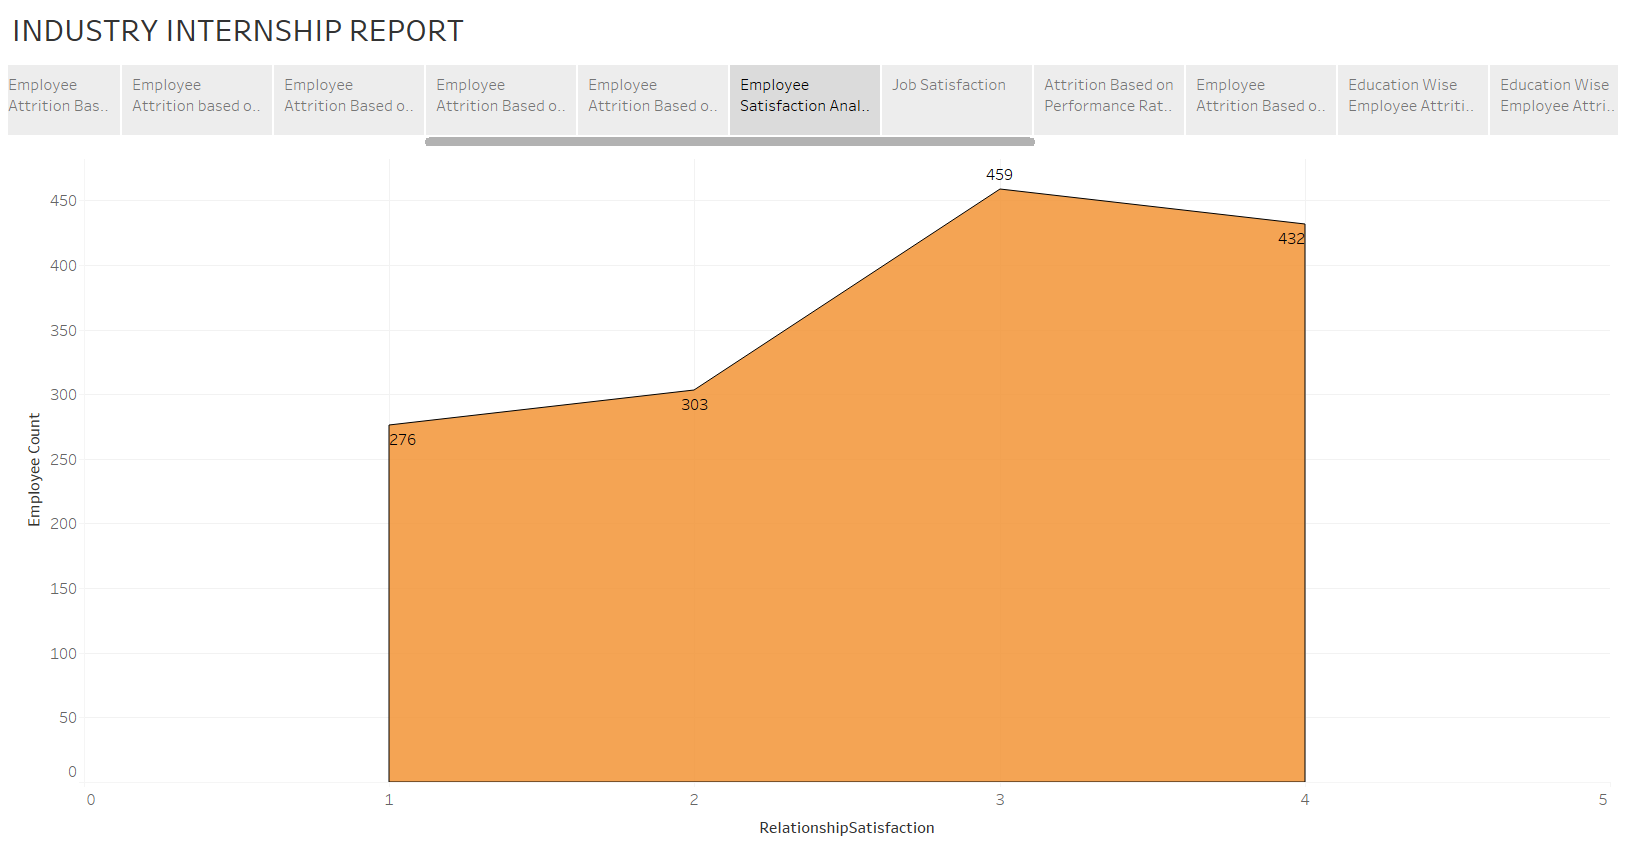 INDUSTRY INTERNSHIP REPORT
Employee
Attrition Bas..
Employee
Attrition based o..
Employee
Attrition Based o..
Employee
Attrition Based o..
Employee
Attrition Based o..
Employee
Satisfaction Anal..
Job Satisfaction
Attrition Based on
Performance Rat..
Employee
Attrition Based o..
Education Wise
Employee Attriti..
Education Wise
Employee Attri..
Employee Count
450
400
350
300
250
200
150
100
50
0
276
303
459
432
0 1 2 3 4 5
RelationshipSatisfaction